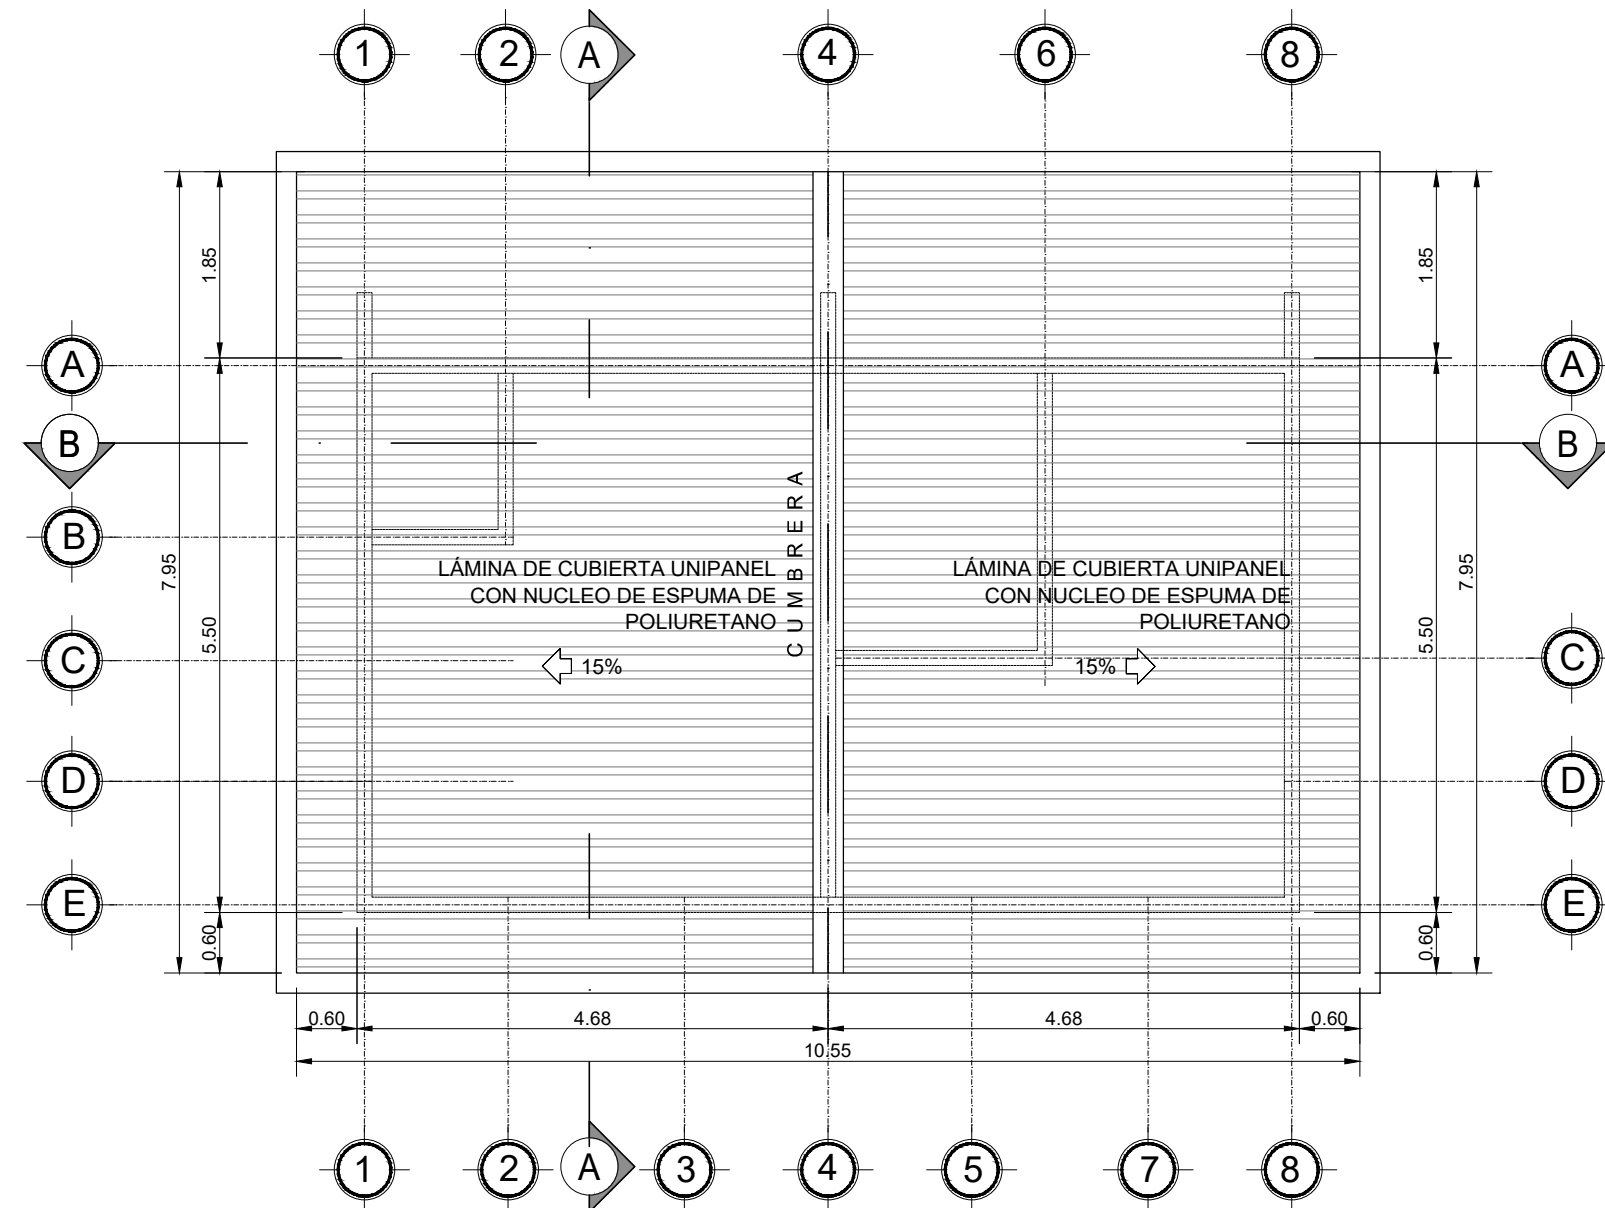 1 2 A 4 6 8
1.85 1.85
A A
B B
B
CUMBRERA
7.95 7.95
LÁMINA DE CUBIERTA UNIPANEL
CON NUCLEO DE ESPUMA DE
POLIURETANO
LÁMINA DE CUBIERTA UNIPANEL
CON NUCLEO DE ESPUMA DE
POLIURETANO
5.50 5.50
C 15% 15% C
D D
E E
0.60 0.60
0.60 4.68 4.68 0.60
10.55
1 2 A 3 4 5 7 8